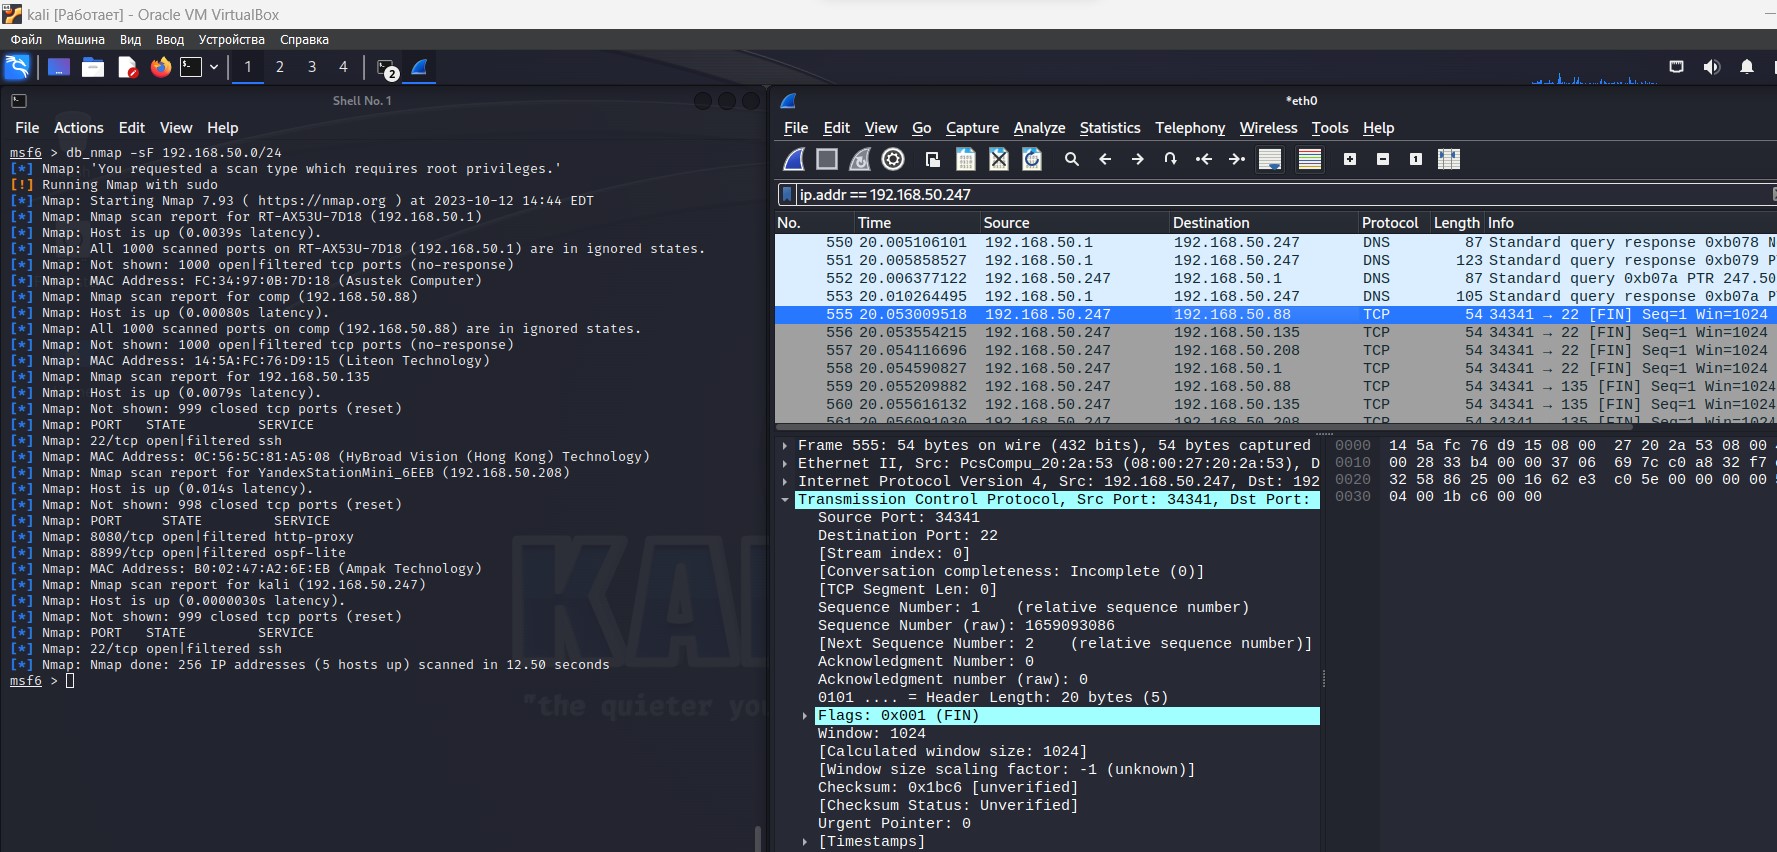 kali [Работает] - Oracle VM VirtualBox
Файл Машина Вид Ввод Устройства Справка
1 2 3 4 2
Shell No. 1
File Actions Edit View Help
msf6 > db_nmap -sF 192.168.50.0/24
[*] Nmap: 'You requested a scan type which requires root privileges.'
[!] Running Nmap with sudo
[*] Nmap: Starting Nmap 7.93 ( https://nmap.org ) at 2023-10-12 14:44 EDT
[*] Nmap: Nmap scan report for RT-AX53U-7D18 (192.168.50.1)
[*] Nmap: Host is up (0.0039s latency).
[*] Nmap: All 1000 scanned ports on RT-AX53U-7D18 (192.168.50.1) are in ignored states.
[*] Nmap: Not shown: 1000 open|filtered tcp ports (no-response)
[*] Nmap: MAC Address: FC:34:97:0B:7D:18 (Asustek Computer)
[*] Nmap: Nmap scan report for comp (192.168.50.88)
[*] Nmap: Host is up (0.00080s latency).
[*] Nmap: All 1000 scanned ports on comp (192.168.50.88) are in ignored states.
[*] Nmap: Not shown: 1000 open|filtered tcp ports (no-response)
[*] Nmap: MAC Address: 14:5A:FC:76:D9:15 (Liteon Technology)
[*] Nmap: Nmap scan report for 192.168.50.135
[*] Nmap: Host is up (0.0079s latency).
[*] Nmap: Not shown: 999 closed tcp ports (reset)
[*] Nmap: PORT STATE SERVICE
[*] Nmap: 22/tcp open|filtered ssh
[*] Nmap: MAC Address: 0C:56:5C:81:A5:08 (HyBroad Vision (Hong Kong) Technology)
[*] Nmap: Nmap scan report for YandexStationMini_6EEB (192.168.50.208)
[*] Nmap: Host is up (0.014s latency).
[*] Nmap: Not shown: 998 closed tcp ports (reset)
[*] Nmap: PORT STATE SERVICE
[*] Nmap: 8080/tcp open|filtered http-proxy
[*] Nmap: 8899/tcp open|filtered ospf-lite
[*] Nmap: MAC Address: B0:02:47:A2:6E:EB (Ampak Technology)
[*] Nmap: Nmap scan report for kali (192.168.50.247)
[*] Nmap: Host is up (0.0000030s latency).
[*] Nmap: Not shown: 999 closed tcp ports (reset)
[*] Nmap: PORT STATE SERVICE
[*] Nmap: 22/tcp open|filtered ssh
[*] Nmap: Nmap done: 256 IP addresses (5 hosts up) scanned in 12.50 seconds
msf6 >
"the quieter yo
*eth0
File Edit View Go Capture Analyze Statistics Telephony Wireless Tools Help
ip.addr == 192.168.50.247
No. Time Source Destination Protocol Length Info
550 20.005106101 192.168.50.1 192.168.50.247 DNS 87 Standard query response 0xb078 N
551 20.005858527 192.168.50.1 192.168.50.247 DNS 123 Standard query response 0xb079 P
552 20.006377122 192.168.50.247 192.168.50.1 DNS 87 Standard query 0xb07a PTR 247.50
553 20.010264495 192.168.50.1 192.168.50.247 DNS 105 Standard query response 0xb07a P
555 20.053009518 192.168.50.247 192.168.50.88 TCP 54 34341 → 22 [FIN] Seq=1 Win=1024
556 20.053554215 192.168.50.247 192.168.50.135 TCP 54 34341 → 22 [FIN] Seq=1 Win=1024
557 20.054116696 192.168.50.247 192.168.50.208 TCP 54 34341 → 22 [FIN] Seq=1 Win=1024
558 20.054590827 192.168.50.247 192.168.50.1 TCP 54 34341 → 22 [FIN] Seq=1 Win=1024
559 20.055209882 192.168.50.247 192.168.50.88 TCP 54 34341 → 135 [FIN] Seq=1 Win=1024
560 20.055616132 192.168.50.247 192.168.50.135 TCP 54 34341 → 135 [FIN] Seq=1 Win=1024
Frame 555: 54 bytes on wire (432 bits), 54 bytes captured
Ethernet II, Src: PcsCompu_20:2a:53 (08:00:27:20:2a:53), D
Internet Protocol Version 4, Src: 192.168.50.247, Dst: 192
Transmission Control Protocol, Src Port: 34341, Dst Port:
Source Port: 34341
Destination Port: 22
[Stream index: 0]
[Conversation completeness: Incomplete (0)]
[TCP Segment Len: 0]
Sequence Number: 1 (relative sequence number)
Sequence Number (raw): 1659093086
[Next Sequence Number: 2 (relative sequence number)]
Acknowledgment Number: 0
Acknowledgment number (raw): 0
0101 .... = Header Length: 20 bytes (5)
Flags: 0x001 (FIN)
Window: 1024
[Calculated window size: 1024]
[Window size scaling factor: -1 (unknown)]
Checksum: 0x1bc6 [unverified]
[Checksum Status: Unverified]
Urgent Pointer: 0
[Timestamps]
0000 14 5a fc 76 d9 15 08 00 27 20 2a 53 08 00
0010 00 28 33 b4 00 00 37 06 69 7c c0 a8 32 f7
0020 32 58 86 25 00 16 62 e3 c0 5e 00 00 00 00
0030 04 00 1b c6 00 00